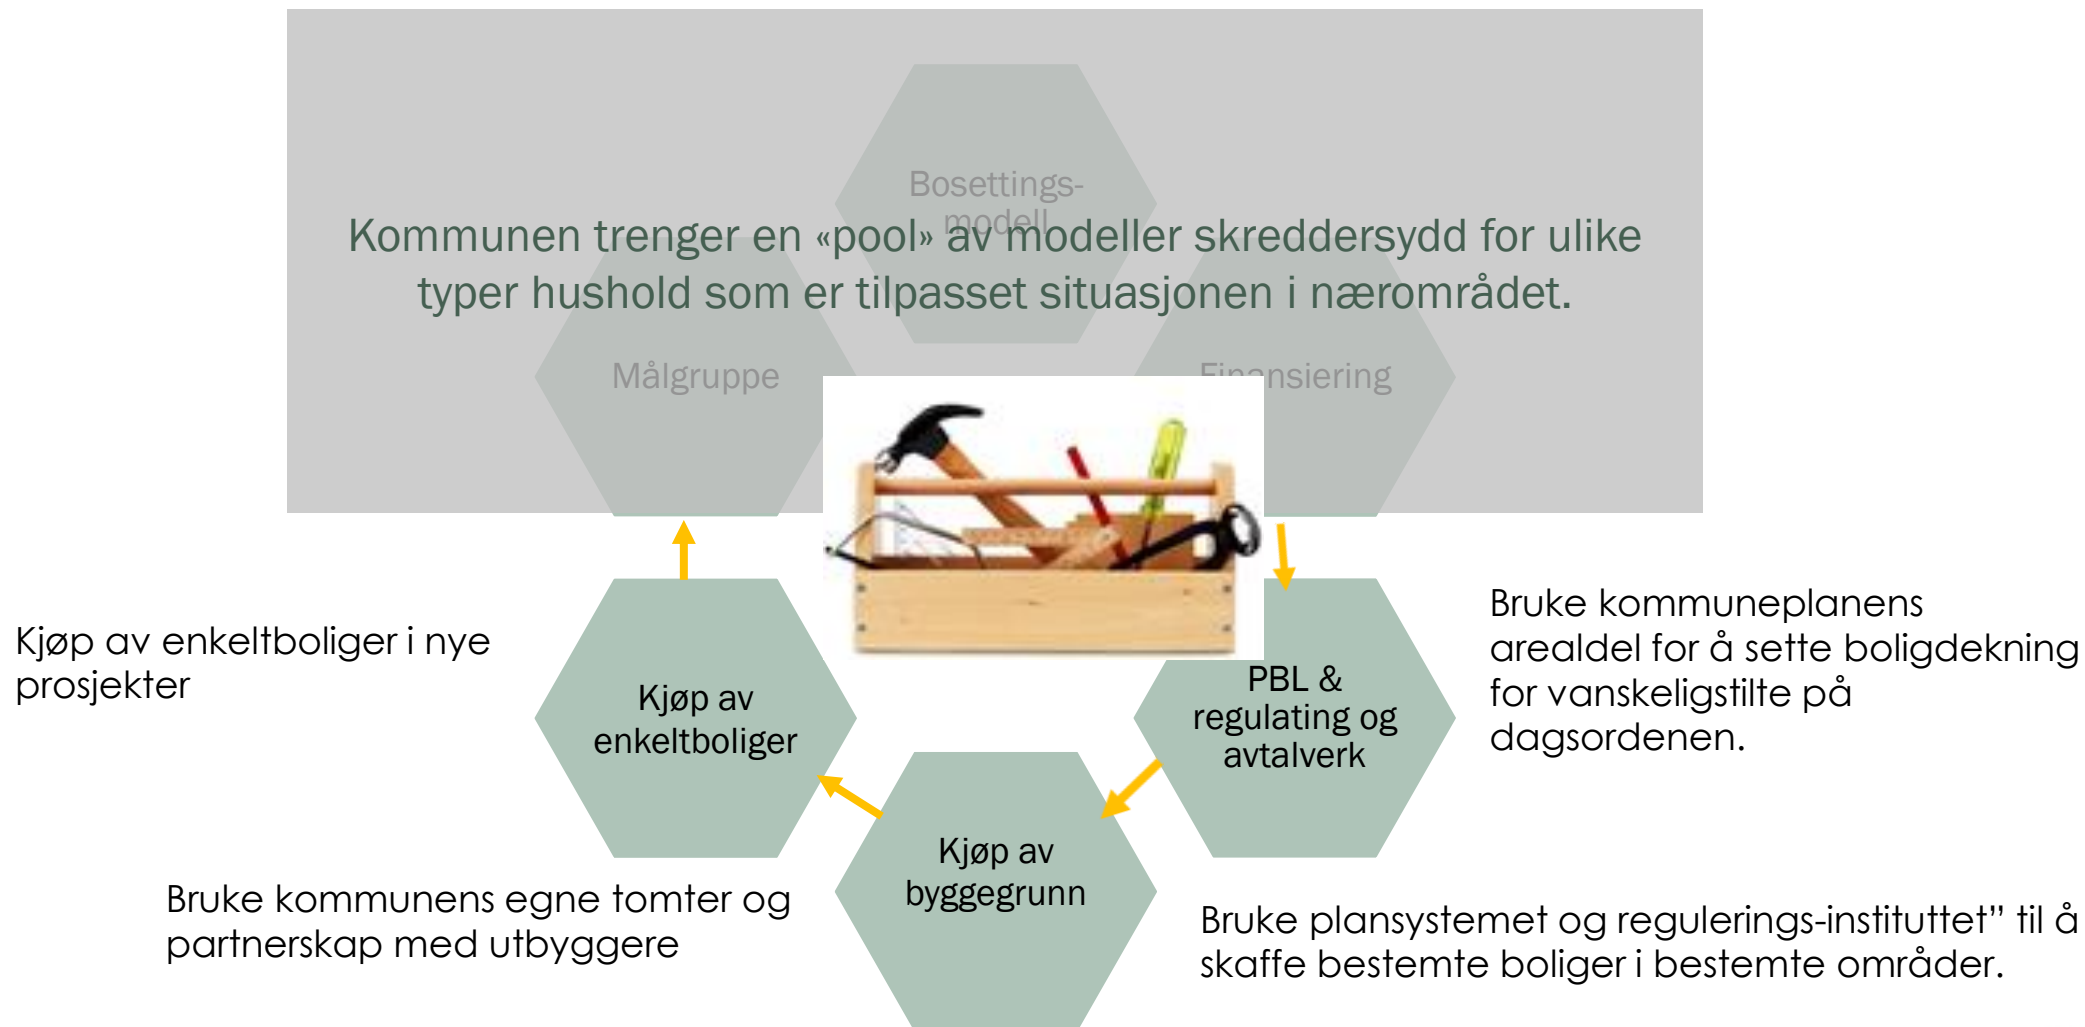 Bosettings-
modell
Kommunen trenger en «pool» av modeller skreddersydd for ulike
typer hushold som er tilpasset situasjonen i nærområdet.
Målgruppe
Finansiering
Kjøp av enkeltboliger i nye
prosjekter
Kjøp av
enkeltboliger
PBL &
regulating og
avtalverk
Bruke kommuneplanens
arealdel for å sette boligdekning
for vanskeligstilte på
dagsordenen.
Kjøp av
byggegrunn
Bruke kommunens egne tomter og
partnerskap med utbyggere
Bruke plansystemet og regulerings-instituttet” til å
skaffe bestemte boliger i bestemte områder.